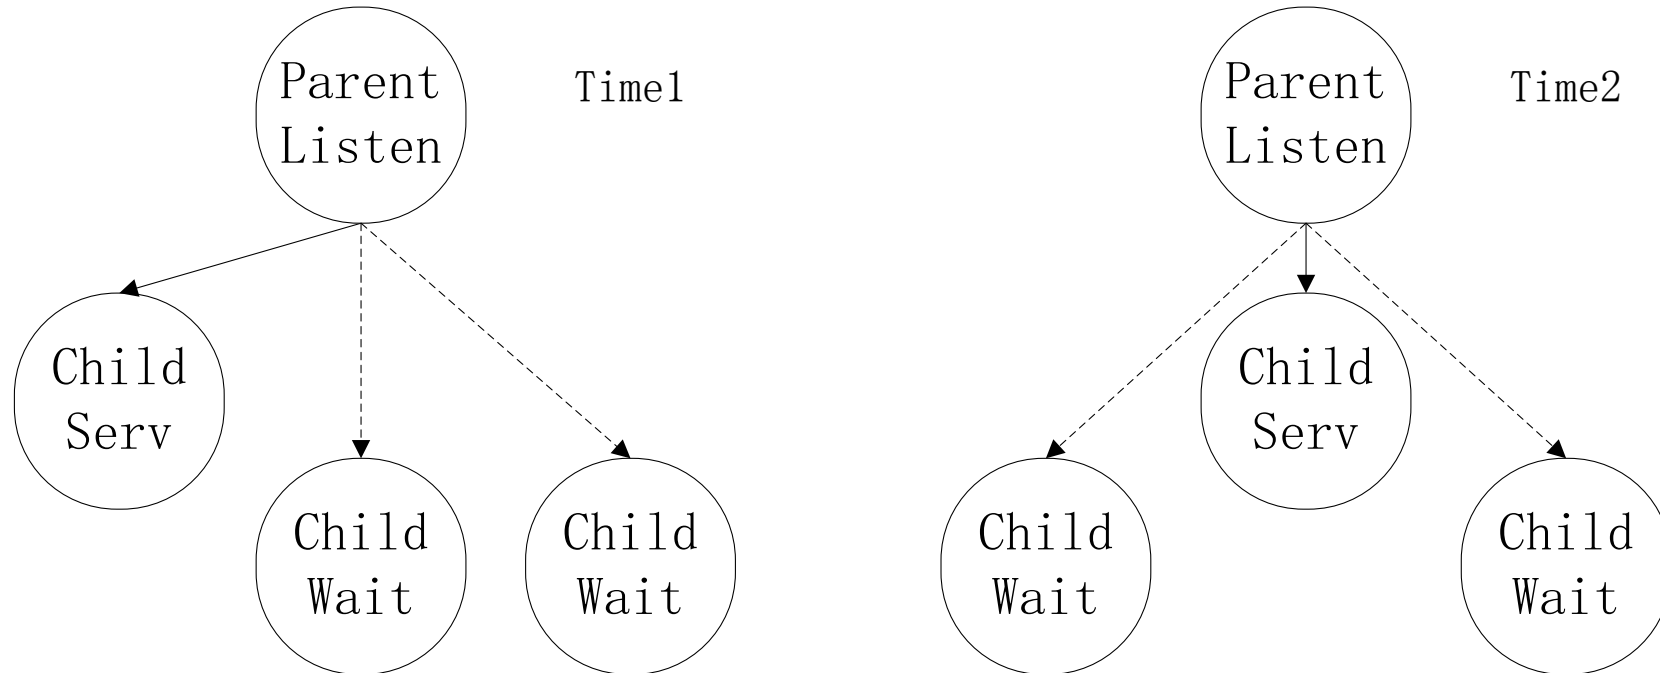 Parent
Listen
Time1
Child
Serv
Child
Wait
Child
Wait
Parent
Listen
Time2
Child
Wait
Child
Serv
Child
Wait